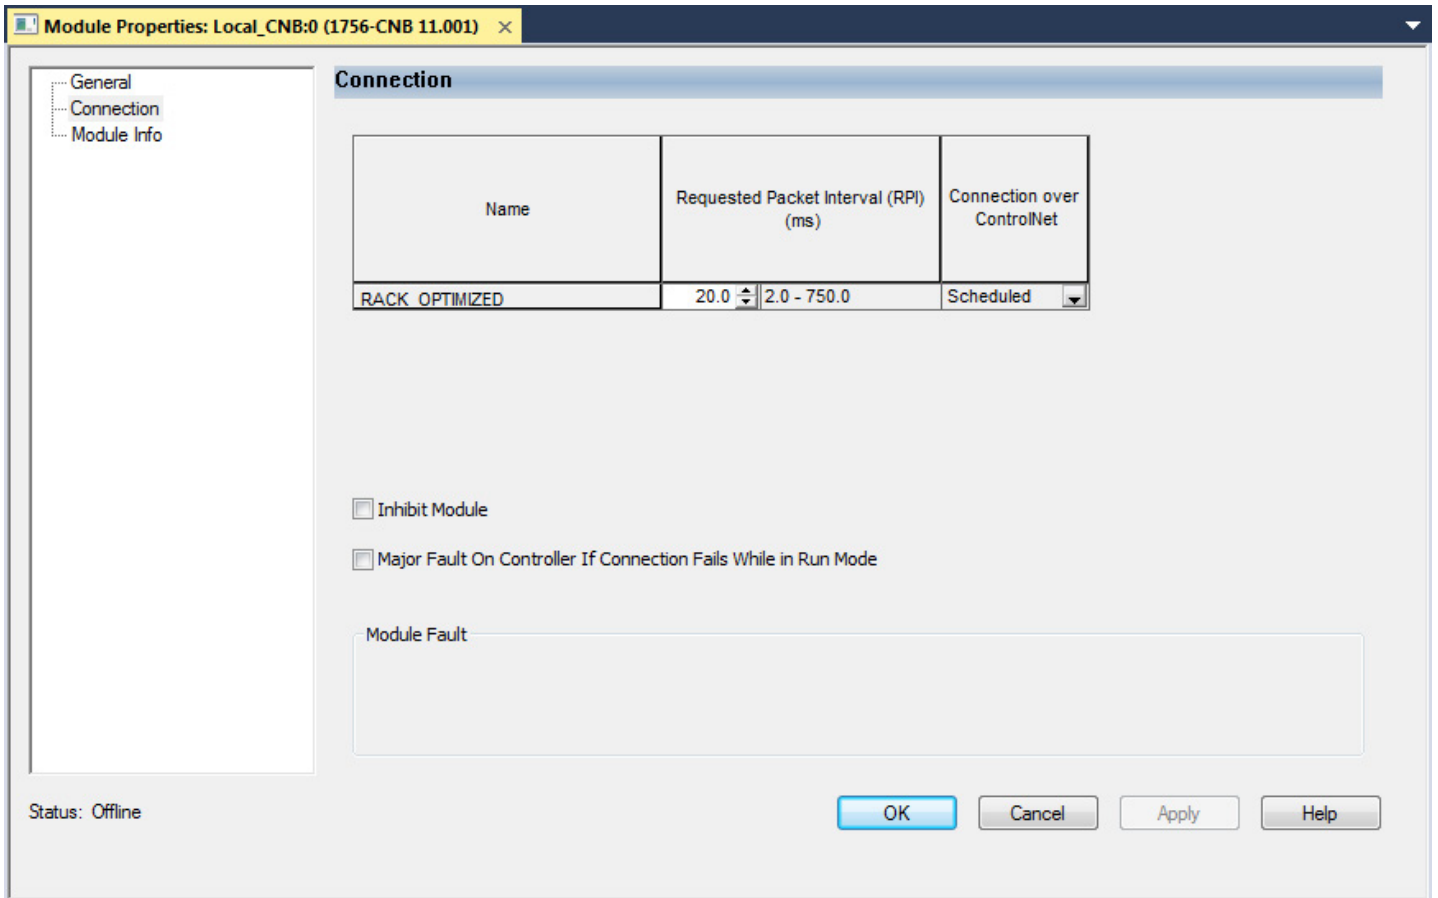 Module Properties: Local_CNB:0 (1756-CNB 11.001)
General
Connection
Module Info
Connection
Name
Requested Packet Interval (RPI)
(ms)
Connection over
ControlNet
RACK_OPTIMIZED
20.0
2.0 - 750.0
Scheduled
Inhibit Module
Major Fault On Controller If Connection Fails While in Run Mode
Module Fault
Status: Offline
OK
Cancel
Apply
Help